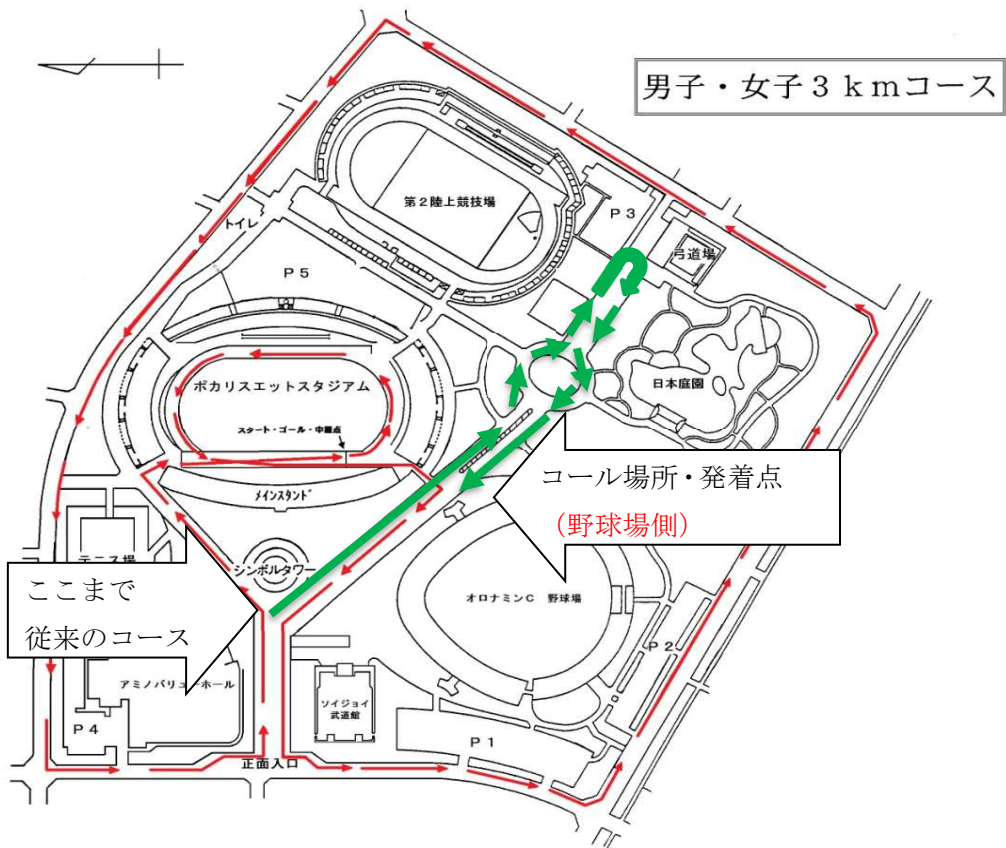 男子・女子3kmコース
第2陸上競技場
P3
トイレ
弓道場
P5
ポカリスエットスタジアム
日本庭園
スタート・ゴール・中継点
コール場所・発着点
(野球場側)
メインスタンド
テニス場
シンボルタワー
ここまで
従来のコース
オロナミンC 野球場
P2
アミノバリューホール
ソイジョイ
武道館
P4
P1
正面入口